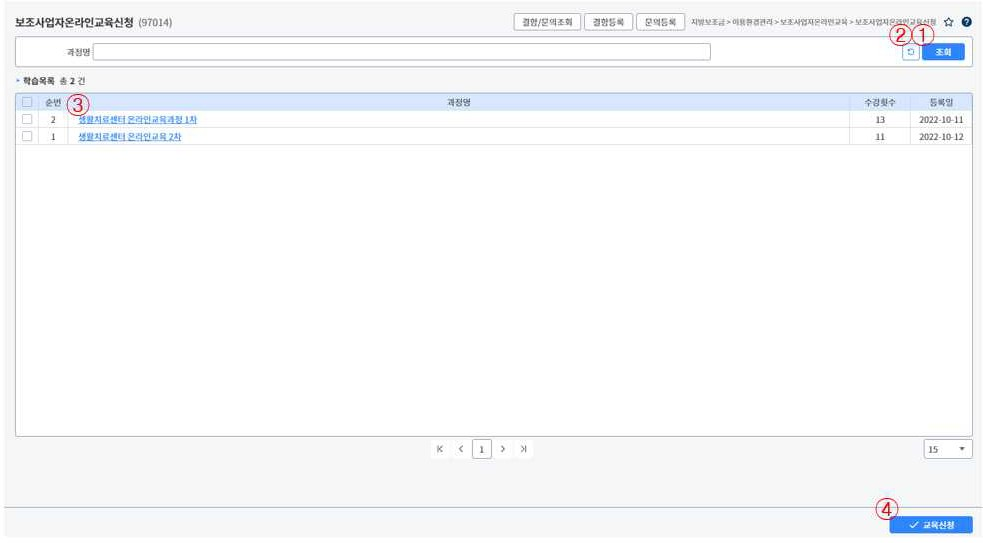 보조사업자온라인교육신청 (97014) 결함/문의조회 결함등록 문의등록 지방보조금 > 이용환경관리 > 보조사업자온라인교육 > 보조사업자온라인교육신청
② ①
과정명 조회
학습목록 총 2 건
순번 ③ 과정명 수강횟수 등록일
2 생활치료센터 온라인교육과정 1차 13 2022-10-11
1 생활치료센터 온라인교육 2차 11 2022-10-12
1 15
④
교육신청